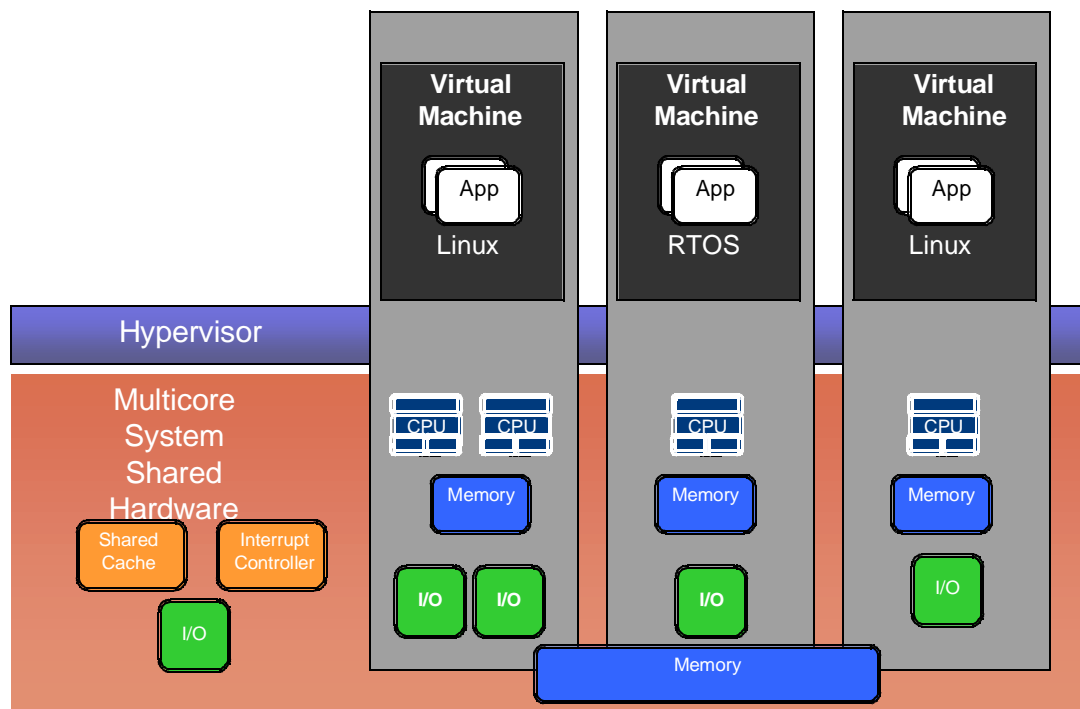 Virtual
Machine
App
Linux
Virtual
Machine
App
RTOS
Virtual
Machine
App
Linux
Hypervisor
Multicore
System
Shared
Hardware
Shared
Cache
Interrupt
Controller
I/O
CPU
CPU
Memory
I/O
I/O
CPU
Memory
I/O
CPU
Memory
I/O
Memory